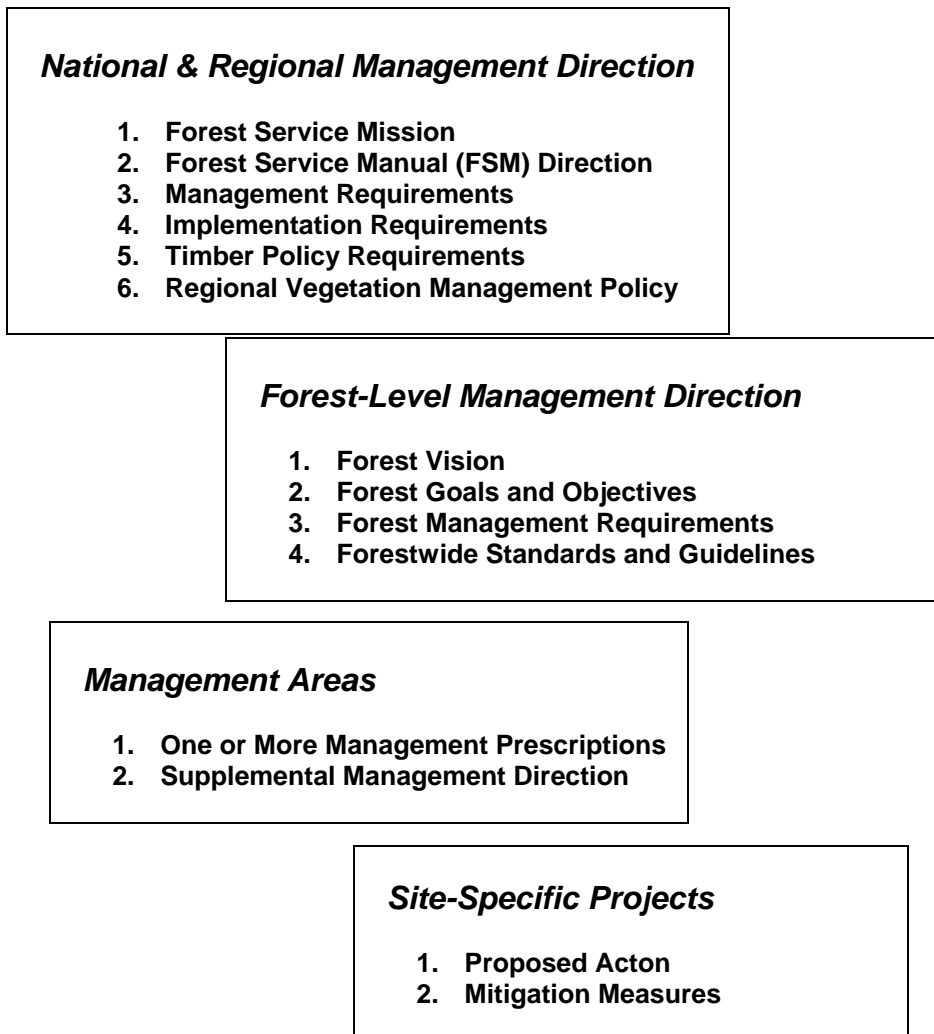 National & Regional Management Direction
1. Forest Service Mission
2. Forest Service Manual (FSM) Direction
3. Management Requirements
4. Implementation Requirements
5. Timber Policy Requirements
6. Regional Vegetation Management Policy
Forest-Level Management Direction
1. Forest Vision
2. Forest Goals and Objectives
3. Forest Management Requirements
4. Forestwide Standards and Guidelines
Management Areas
1. One or More Management Prescriptions
2. Supplemental Management Direction
Site-Specific Projects
1. Proposed Acton
2. Mitigation Measures